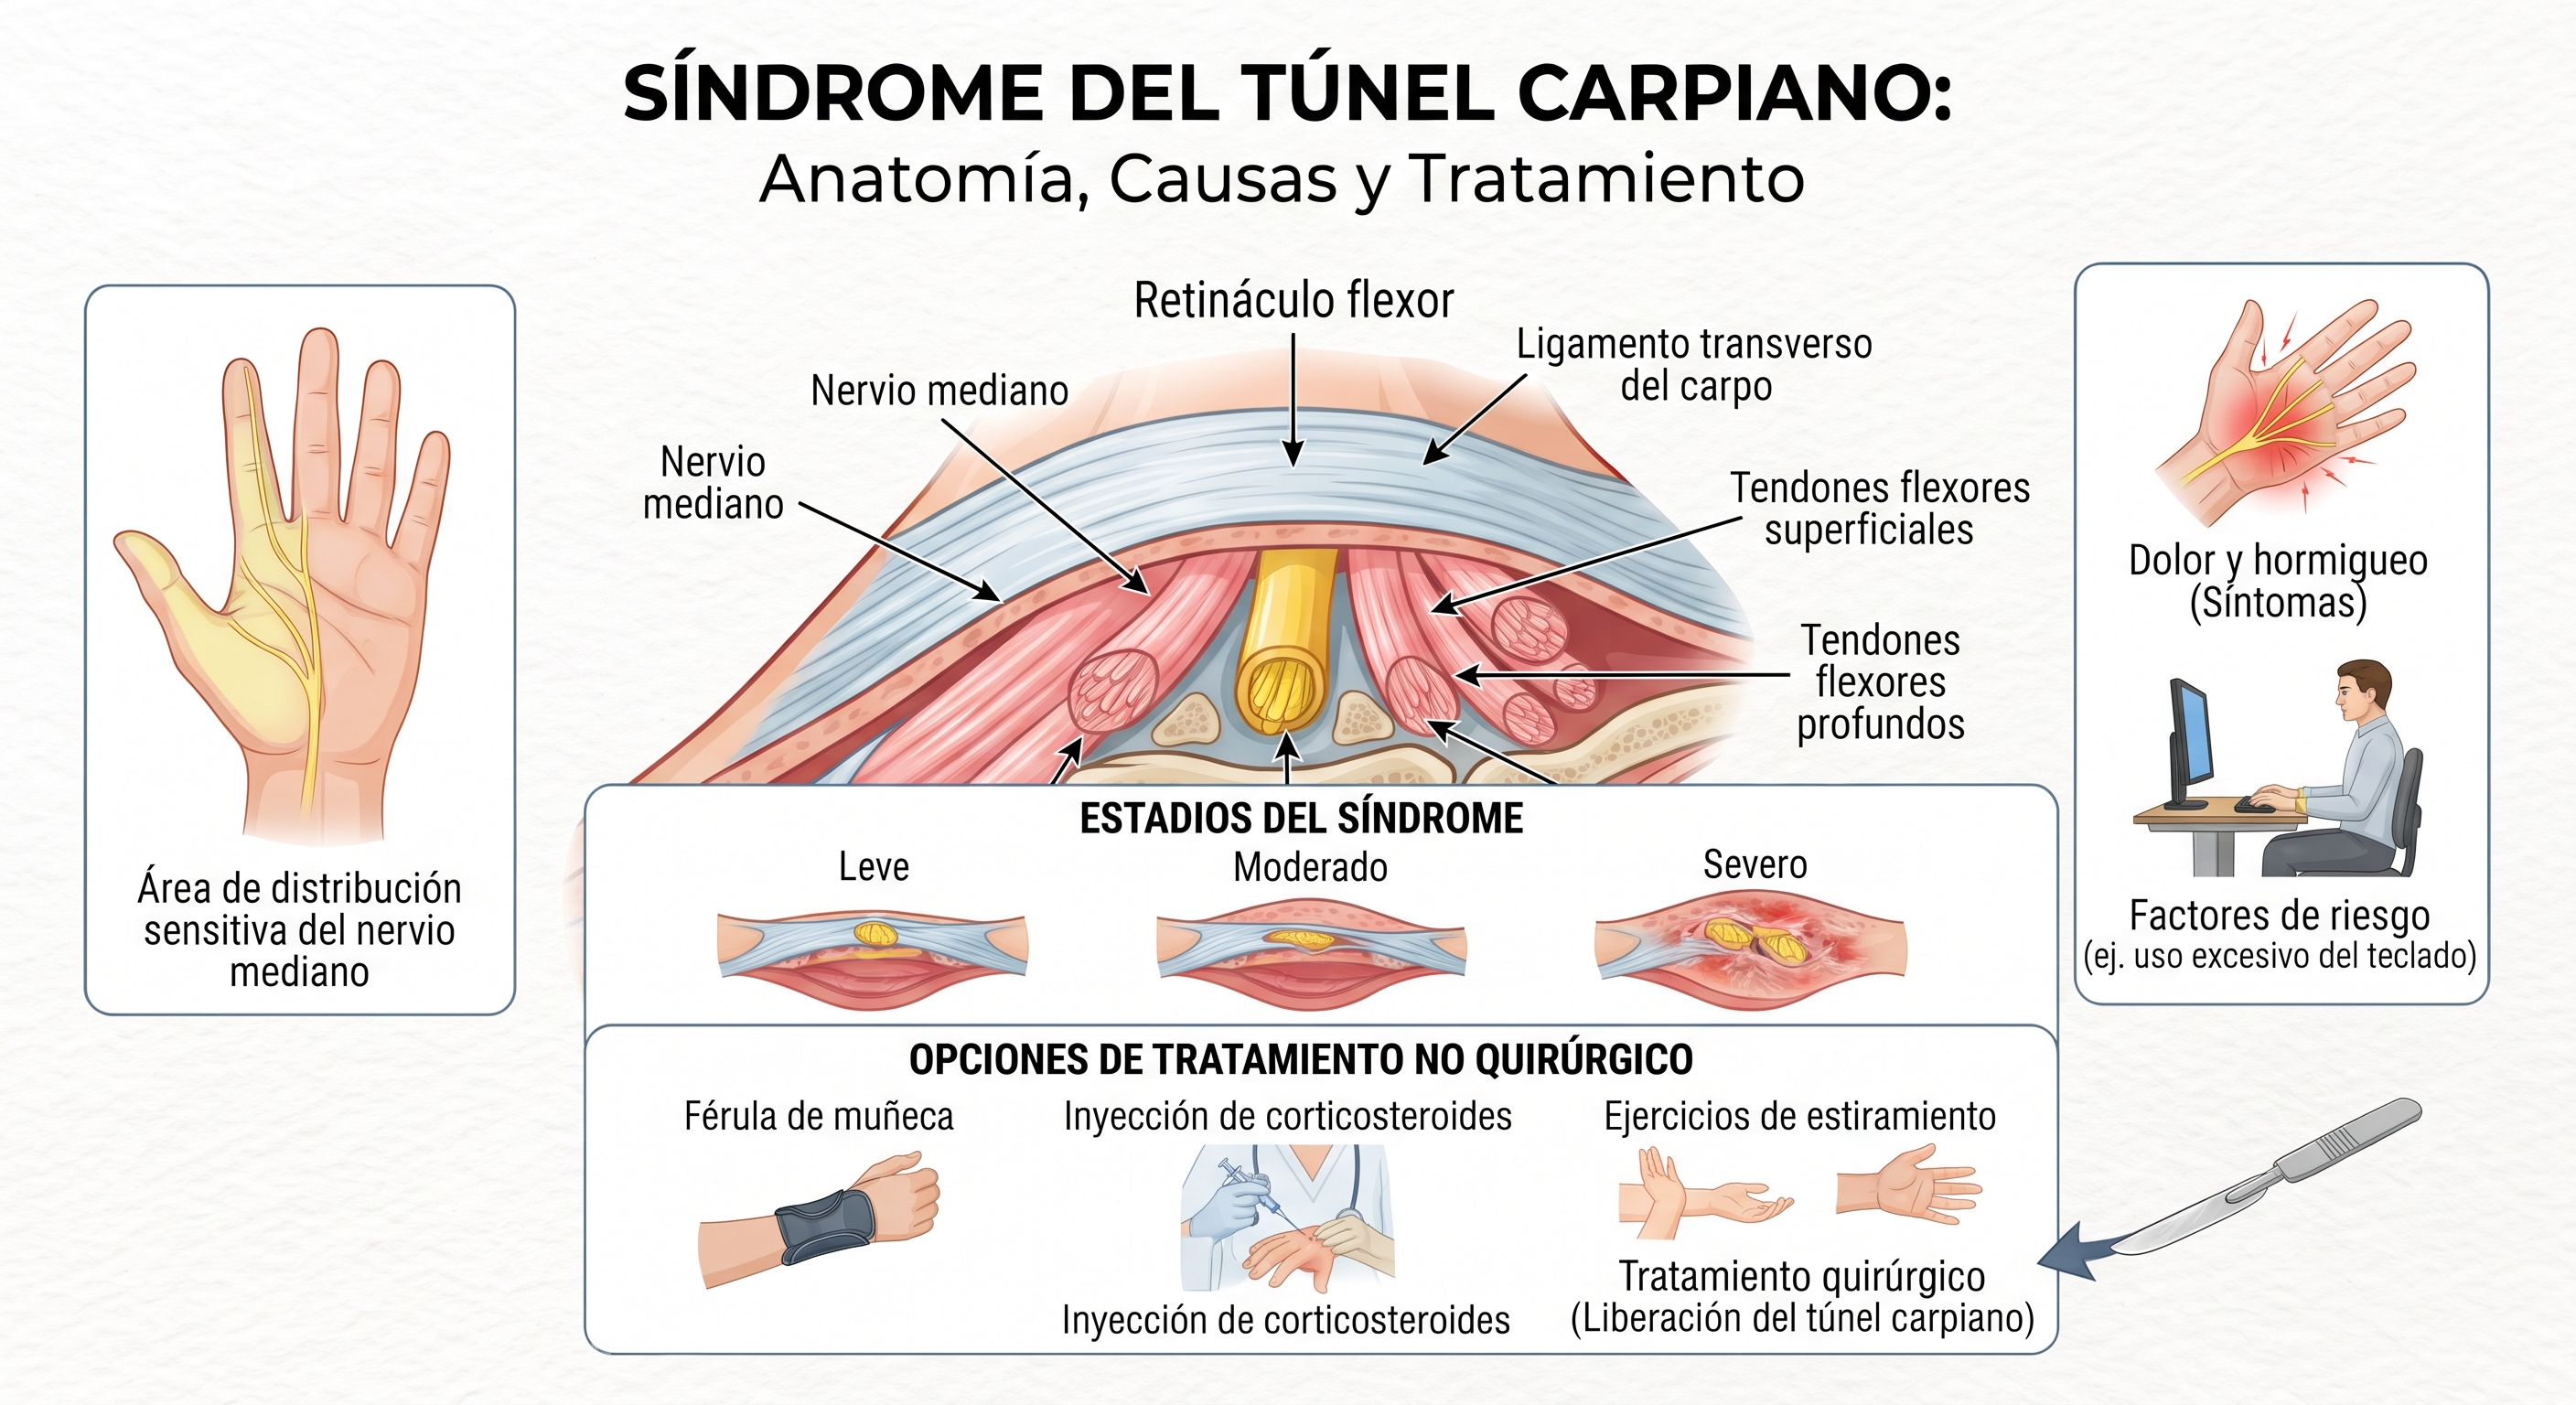 SÍNDROME DEL TÚNEL CARPIANO:
Anatomía, Causas y Tratamiento
Área de distribución
sensitiva del nervio
mediano
Retináculo flexor
Ligamento transverso
del carpo
Nervio mediano
Nervio
mediano
Tendones flexores
superficiales
Tendones
flexores
profundos
Dolor y hormigueo
(Síntomas)
Factores de riesgo
(ej. uso excesivo del teclado)
ESTADIOS DEL SÍNDROME
Leve
Moderado
Severo
OPCIONES DE TRATAMIENTO NO QUIRÚRGICO
Férula de muñeca
Inyección de corticosteroides
Inyección de corticosteroides
Ejercicios de estiramiento
Tratamiento quirúrgico
(Liberación del túnel carpiano)